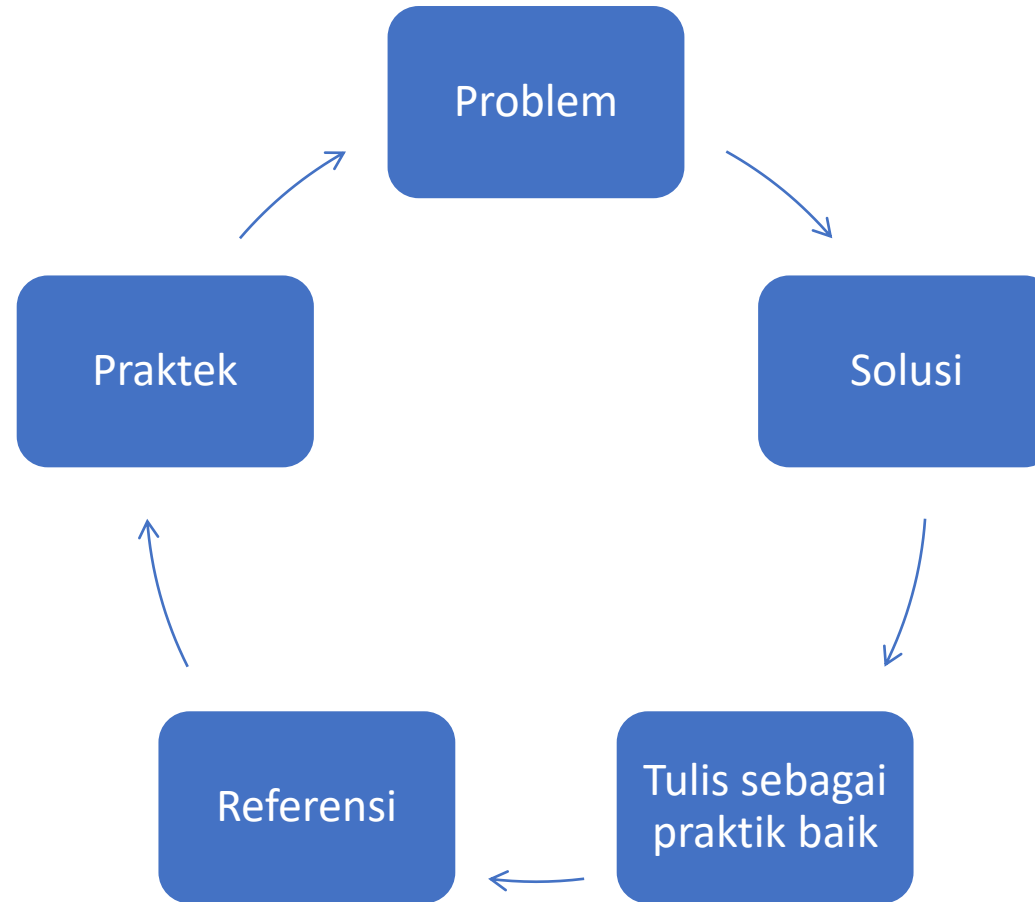 Problem
Solusi
Tulis sebagai
praktik baik
Referensi
Praktek